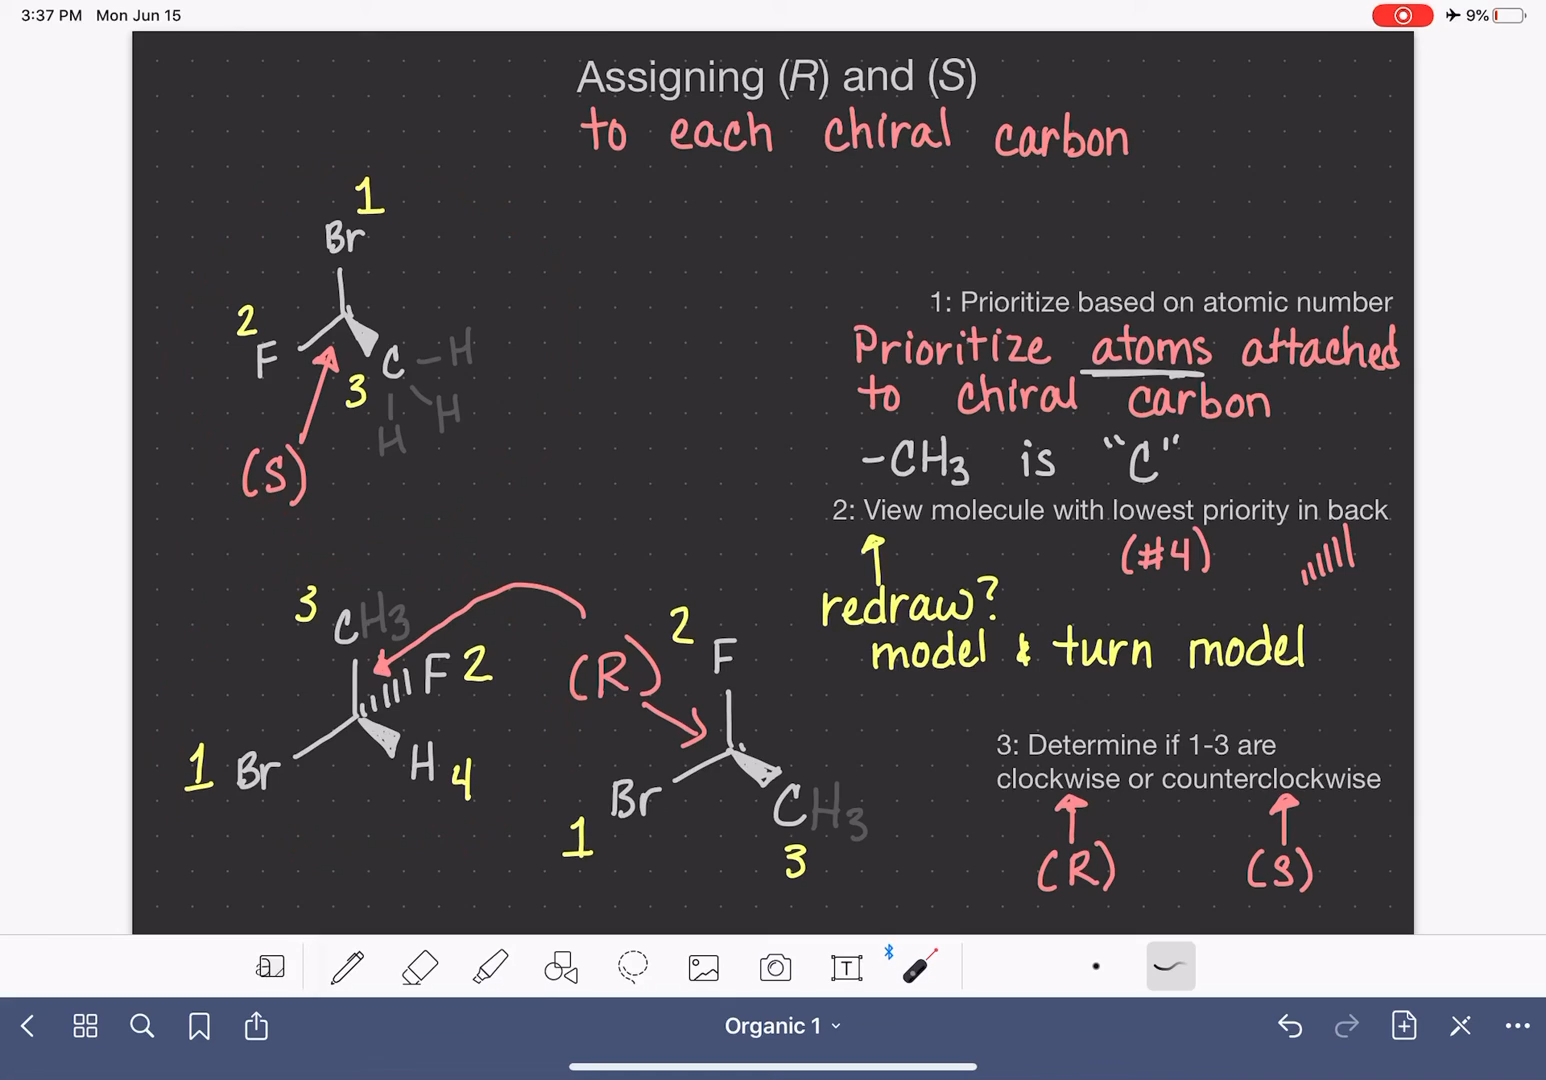 3:37 PM Mon Jun 15
9%
Assigning (R) and (S)
to each chiral carbon
1
Br
2
F
C
-H
3
H
H
(S)
1: Prioritize based on atomic number
Prioritize atoms attached
to chiral carbon
-CH3 is "C"
2: View molecule with lowest priority in back
(#4)
redraw?
model & turn model
3
CH3
F 2
1 Br
H 4
(R)
2
F
Br
CH3
1
3
3: Determine if 1-3 are
clockwise or counterclockwise
(R) (S)
T
Organic 1